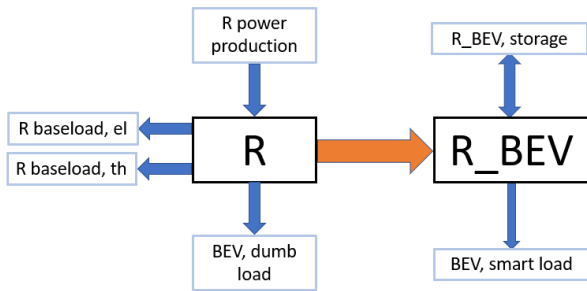 R power
production
R_BEV, storage
R baseload, el
R baseload, th
R
R_BEV
BEV, dumb
load
BEV, smart load